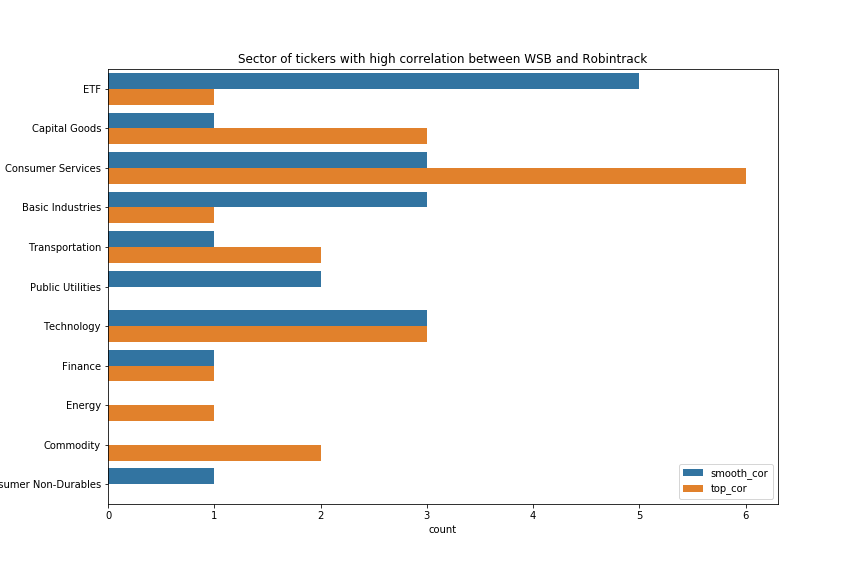 Sector of tickers with high correlation between WSB and Robintrack
ETF
Capital Goods
Consumer Services
Basic Industries
Transportation
Public Utilities
Technology
Finance
Energy
Commodity
sumer Non-Durables
smooth_cor
top_cor
0 1 2 3 4 5 6
count